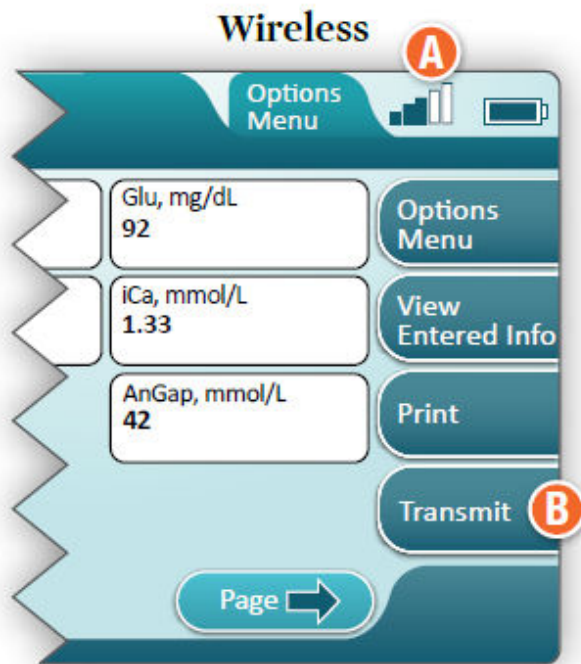 Wireless
A
Options
Menu
Glu, mg/dL
92
Options
Menu
iCa, mmol/L
1.33
View
Entered Info
AnGap, mmol/L
42
Print
Transmit
B
Page